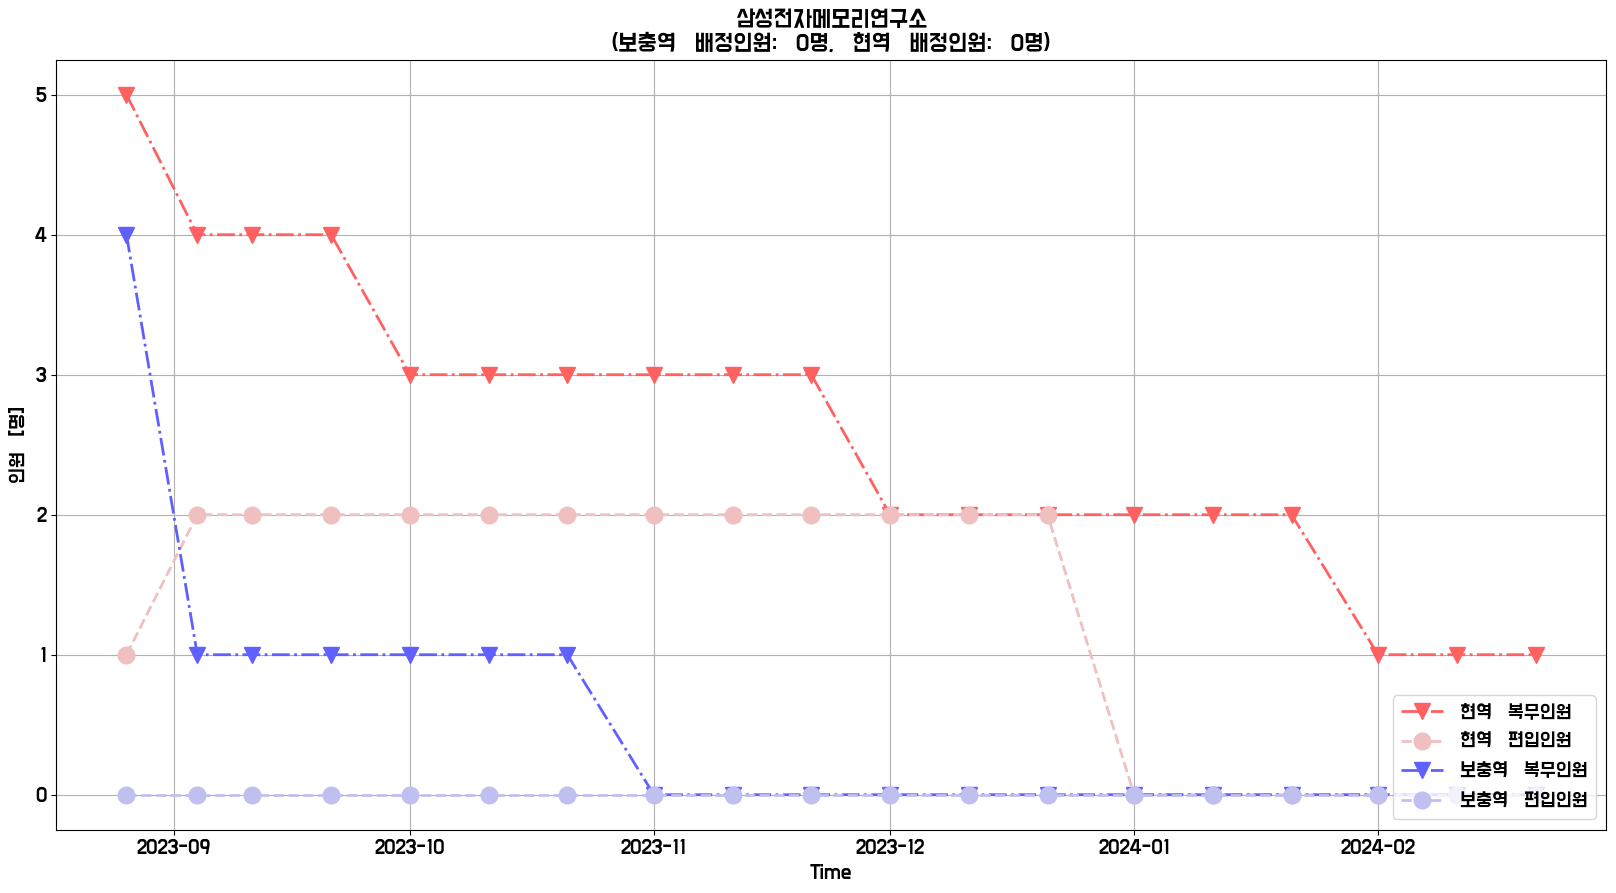 삼성전자메모리연구소
(보충역 배정인원: 0명, 현역 배정인원: 0명)
인원 [명]
5
4
3
2
1
0
2023-09 2023-10 2023-11 2023-12 2024-01 2024-02
Time
현역 복무인원
현역 편입인원
보충역 복무인원
보충역 편입인원